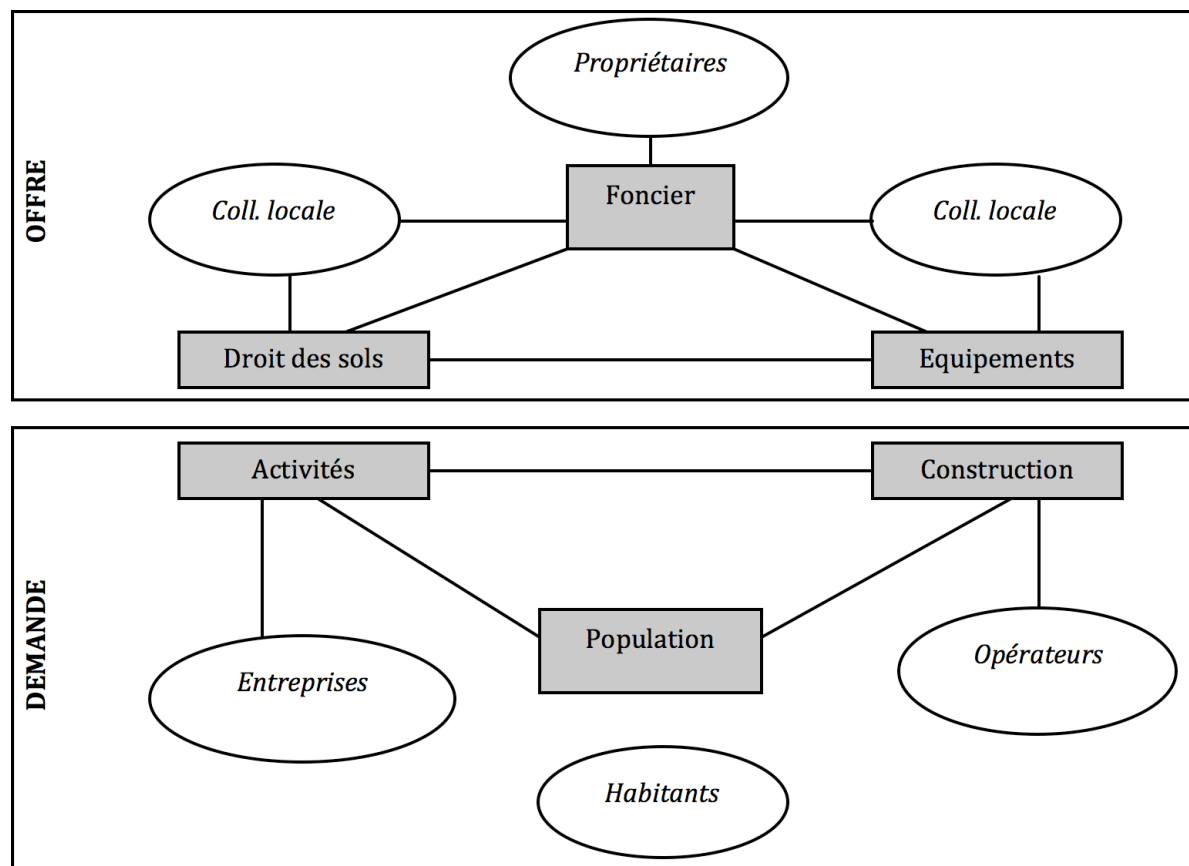 OFFRE
Propriétaires
Foncier
Coll. locale
Coll. locale
Droit des sols
Equipements
DEMANDE
Activités
Construction
Population
Entreprises
Opérateurs
Habitants